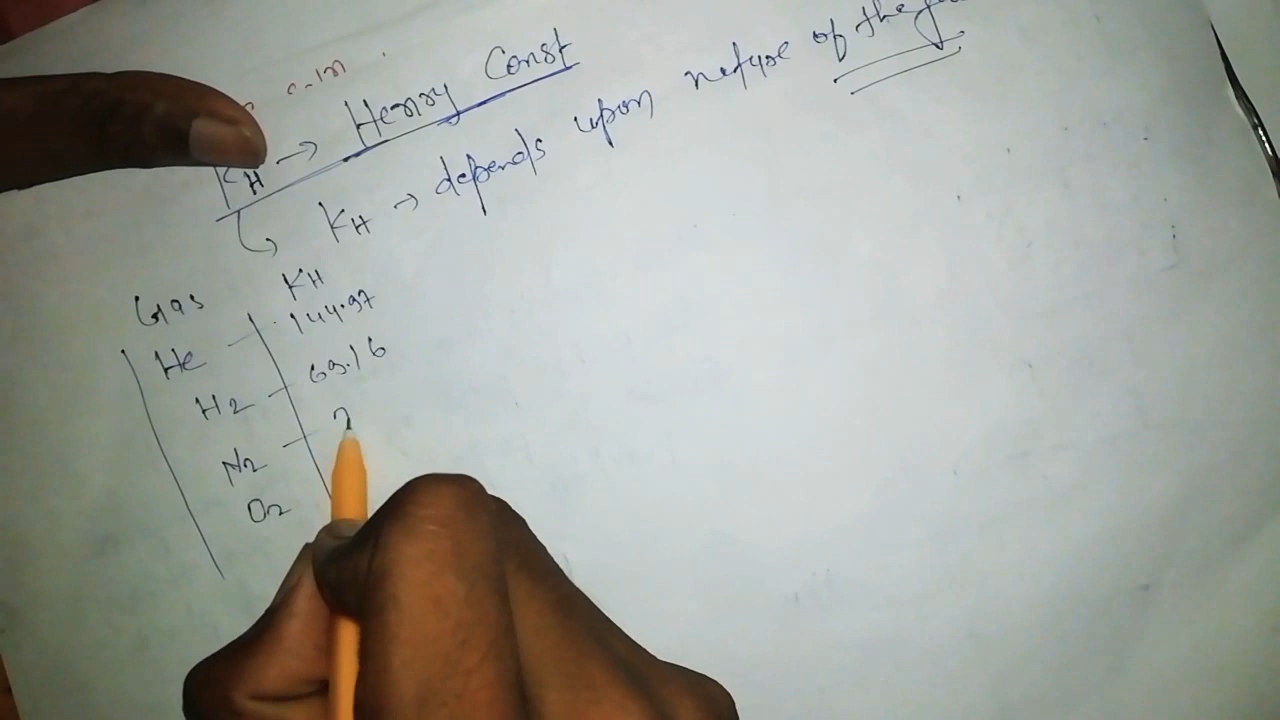 KH → Henry Const
KH → depends upon nature of the
Gas KH
He - 144.97
H2 - 69.16
N2 - 7
O2